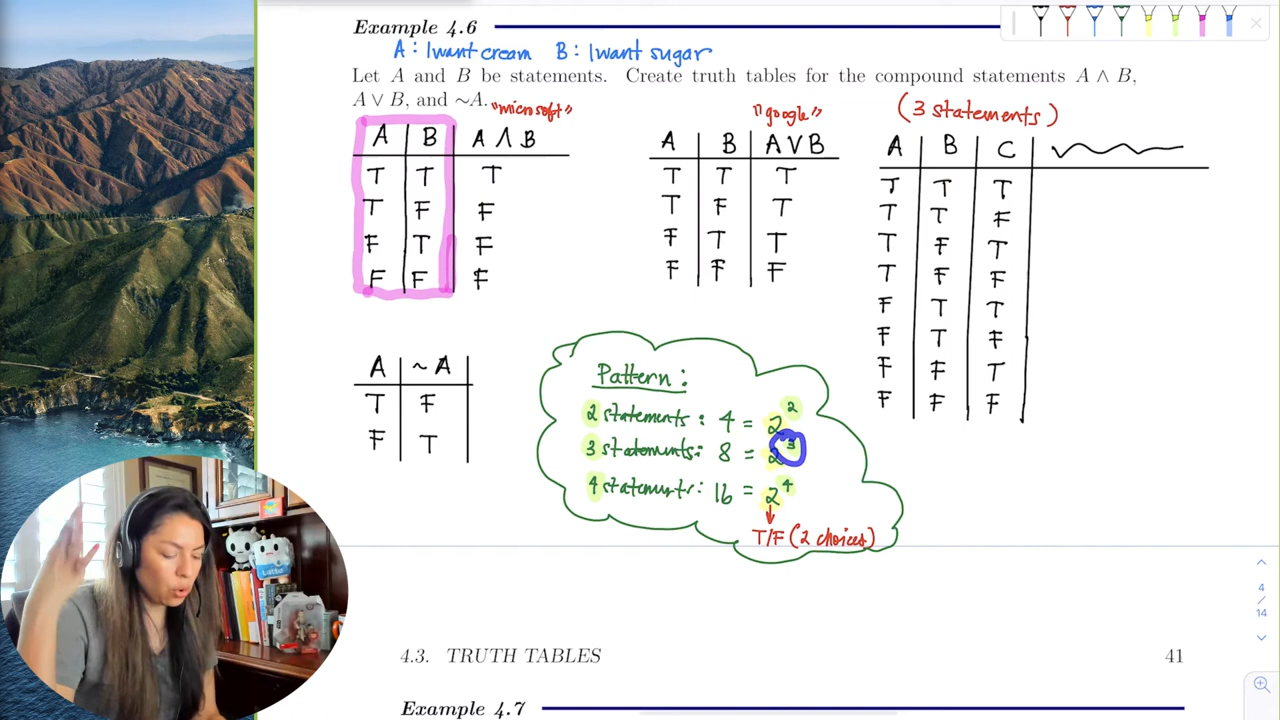 Example 4.6
A: I want cream B: I want sugar
Let A and B be statements. Create truth tables for the compound statements A ∧ B,
A ∨ B, and ∼A.
"microsoft"
A B A ∧ B
T T T
T F F
F T F
F F F
"google"
A B A ∨ B
T T T
T F T
F T T
F F F
(3 statements)
A B C
T T T
T T F
T F T
T F F
F T T
F T F
F F T
F F F
A ~A
T F
F T
Pattern:
2 statements: 4 = 2²
3 statements: 8 = 2³
4 statements: 16 = 2⁴
T/F (2 choices)
4
/
14
4.3. TRUTH TABLES 41
Example 4.7